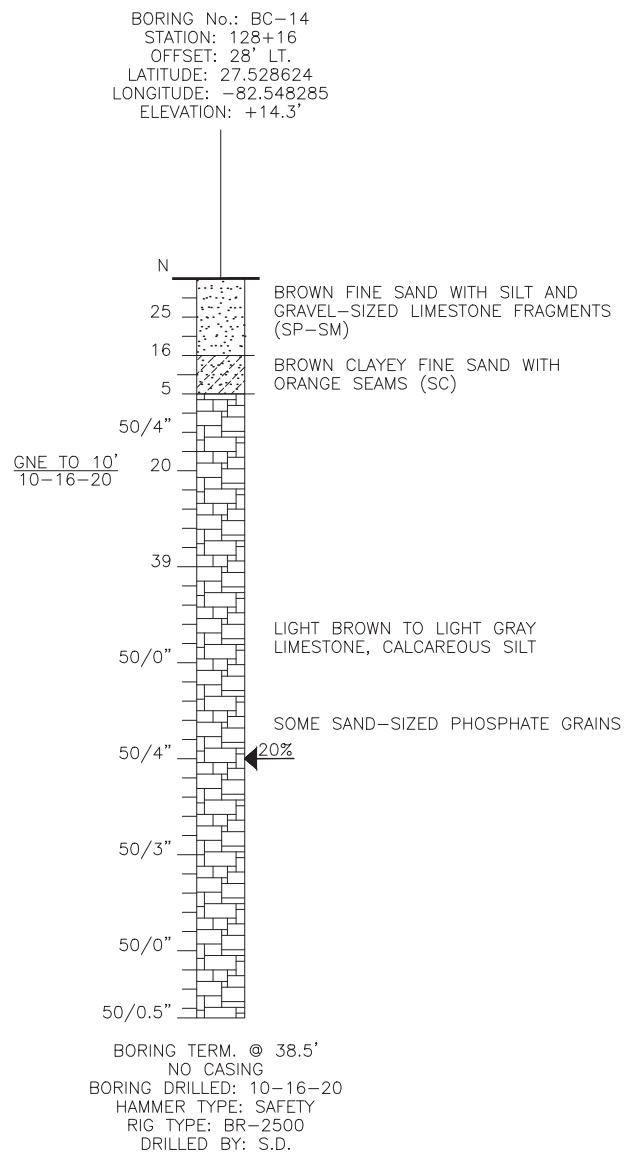 BORING No.: BC-14
STATION: 128+16
OFFSET: 28' LT.
LATITUDE: 27.528624
LONGITUDE: -82.548285
ELEVATION: +14.3'
N
BROWN FINE SAND WITH SILT AND
25
GRAVEL-SIZED LIMESTONE FRAGMENTS
(SP-SM)
16
BROWN CLAYEY FINE SAND WITH
ORANGE SEAMS (SC)
5
50/4"
GNE TO 10'
10-16-20
20
39
LIGHT BROWN TO LIGHT GRAY
LIMESTONE, CALCAREOUS SILT
50/0"
SOME SAND-SIZED PHOSPHATE GRAINS
50/4"
20%
50/3"
50/0"
50/0.5"
BORING TERM. @ 38.5'
NO CASING
BORING DRILLED: 10-16-20
HAMMER TYPE: SAFETY
RIG TYPE: BR-2500
DRILLED BY: S.D.